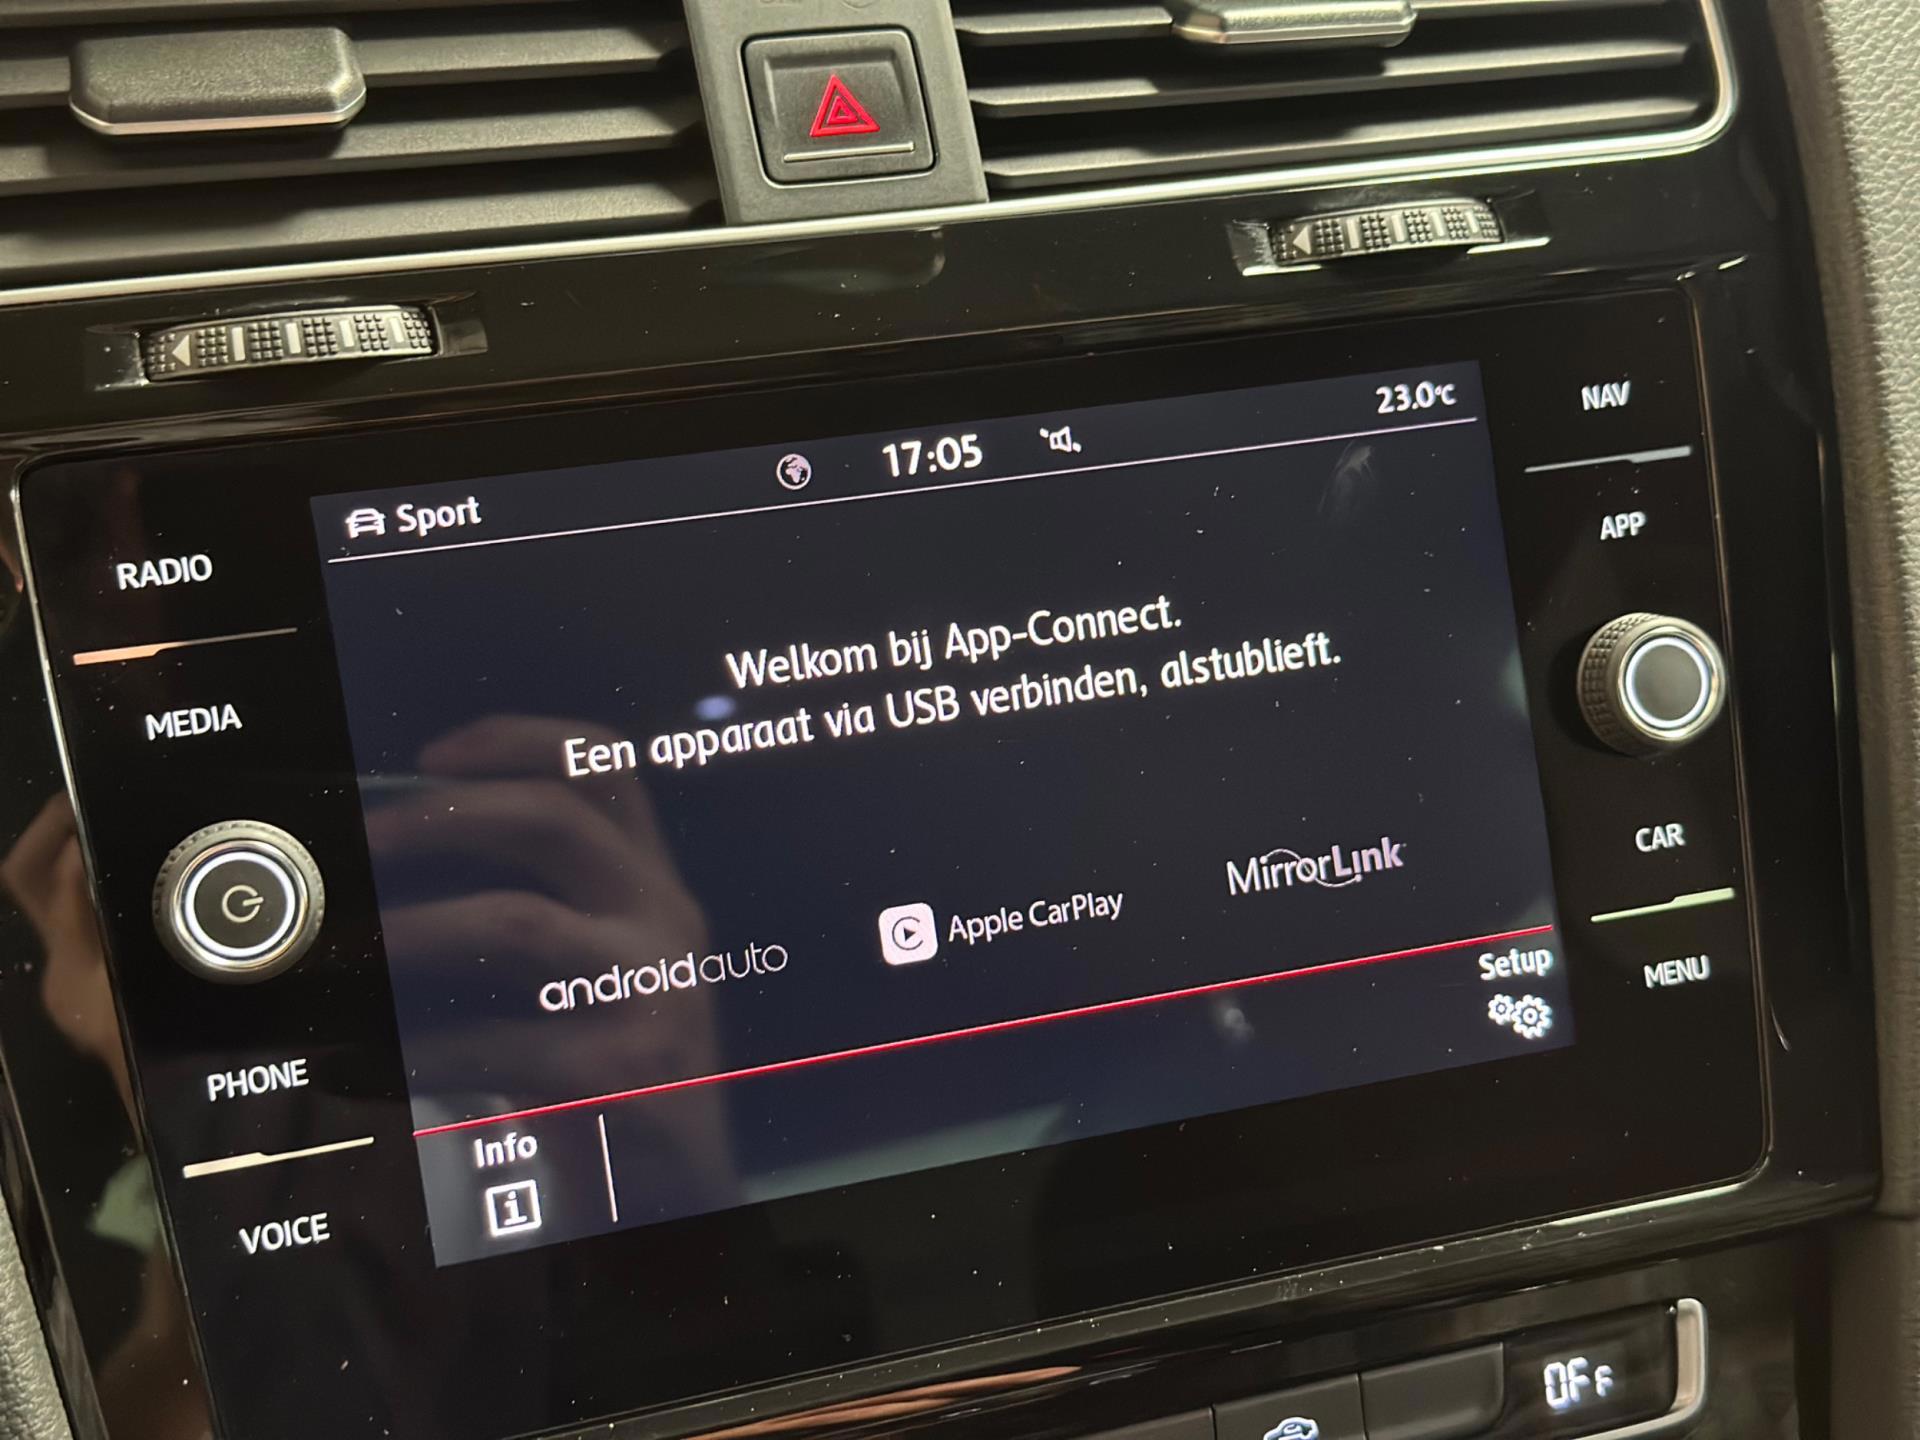 Sport
17:05
23.0°C
NAV
APP
RADIO
MEDIA
Welkom bij App-Connect.
Een apparaat via USB verbinden, alstublieft.
androidauto
Apple CarPlay
MirrorLink
CAR
MENU
Setup
PHONE
VOICE
Info
i
OFF